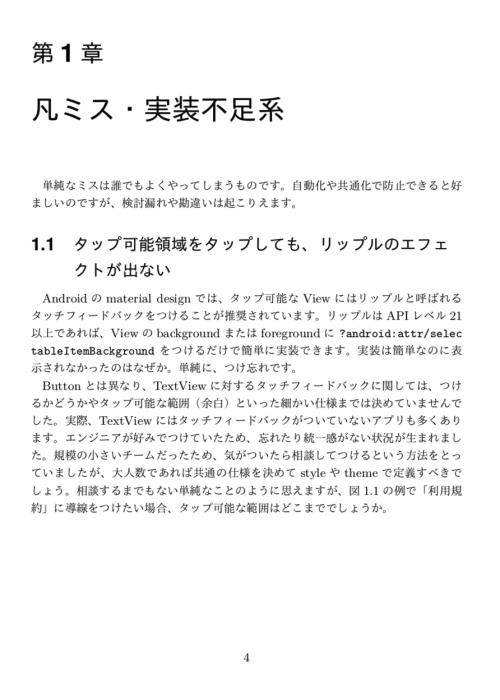 第 1 章
凡ミス・実装不足系
単純なミスは誰でもよくやってしまうものです。自動化や共通化で防止できると好
ましいのですが、検討漏れや勘違いは起こりえます。
1.1 タップ可能領域をタップしても、リップルのエフェ
クトが出ない
Android の material design では、タップ可能な View にはリップルと呼ばれる
タッチフィードバックをつけることが推奨されています。リップルは API レベル 21
以上であれば、View の background または foreground に ?android:attr/selec
tableItemBackground をつけるだけで簡単に実装できます。実装は簡単なのに表
示されなかったのはなぜか。単純に、つけ忘れです。
Button とは異なり、TextView に対するタッチフィードバックに関しては、つけ
るかどうかやタップ可能な範囲（余白）といった細かい仕様までは決めていませんで
した。実際、TextView にはタッチフィードバックがついていないアプリも多くあり
ます。エンジニアが好みでつけていたため、忘れたり統一感がない状況が生まれまし
た。規模の小さいチームだったため、気がついたら相談してつけるという方法をとっ
ていましたが、大人数であれば共通の仕様を決めて style や theme で定義すべきで
しょう。相談するまでもない単純なことのように思えますが、図 1.1 の例で「利用規
約」に導線をつけたい場合、タップ可能な範囲はどこまででしょうか。
4